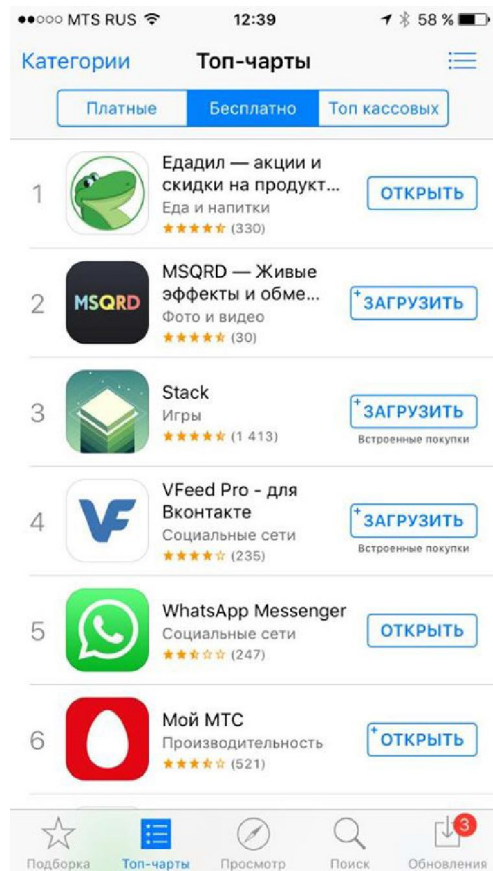 MTS RUS 12:39 58 %
Категории Топ-чарты
Платные Бесплатно Топ кассовых
1 Едадил — акции и
скидки на продукт... ОТКРЫТЬ
Еда и напитки
(330)
2 MSQRD MSQRD — Живые
эффекты и обме... +ЗАГРУЗИТЬ
Фото и видео
(30)
3 Stack
Игры +ЗАГРУЗИТЬ
(1 413) Встроенные покупки
4 VF VFeed Pro - для
Вконтакте +ЗАГРУЗИТЬ
Социальные сети
(235) Встроенные покупки
5 WhatsApp Messenger
Социальные сети ОТКРЫТЬ
(247)
6 Мой МТС
Производительность +ОТКРЫТЬ
(521)
3
Подборка Топ-чарты Просмотр Поиск Обновления